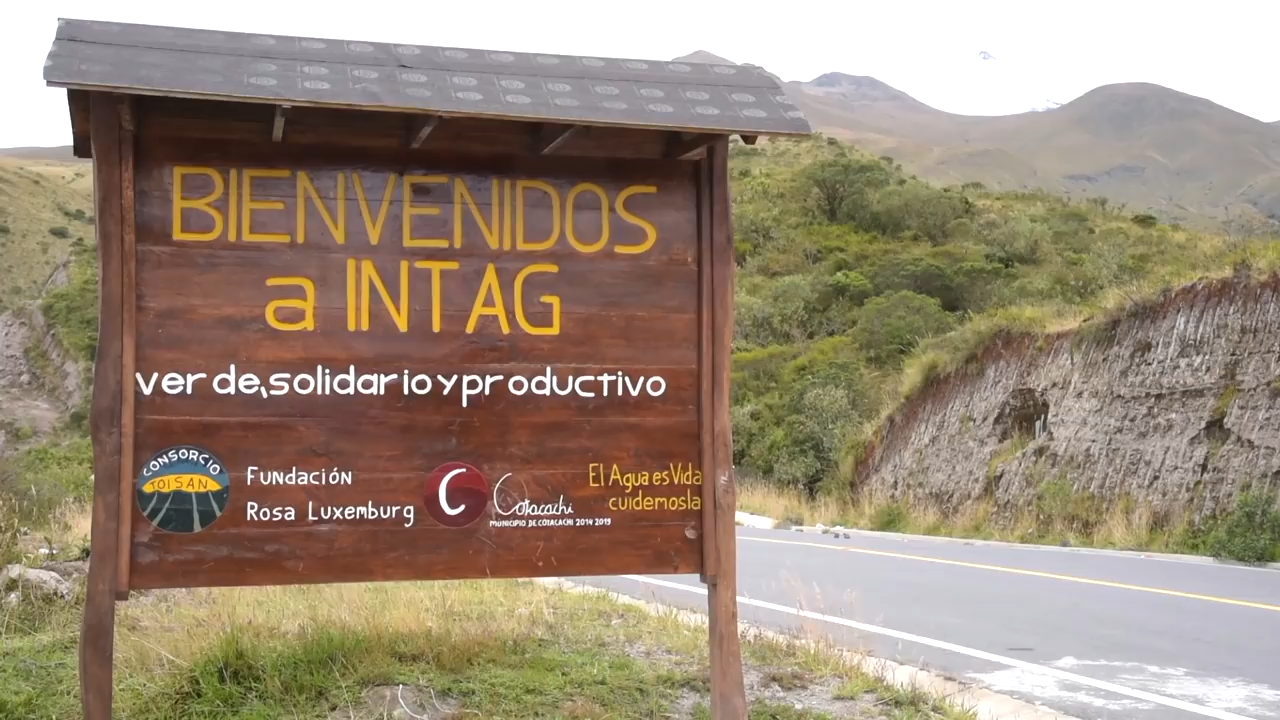 BIENVENIDOS
a INTAG
verde, solidario y productivo
CONSORCIO
TOISAN
Fundación
Rosa Luxemburg
C
Cotacachi
MUNICIPIO DE COTACACHI 2014 2019
El Agua es Vida
cuidemosla